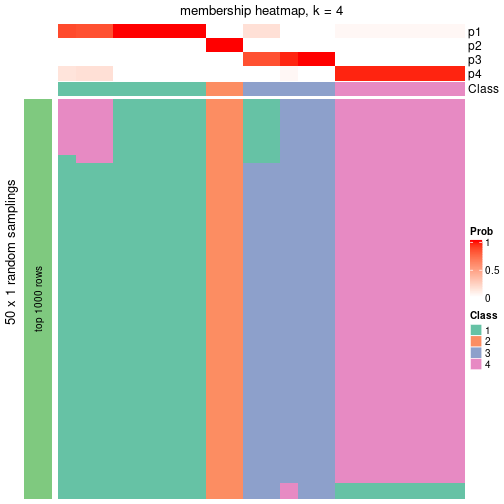 membership heatmap, k = 4
p1
p2
p3
p4
Class
50 x 1 random samplings
top 1000 rows
Prob
1
0.5
0
Class
1
2
3
4